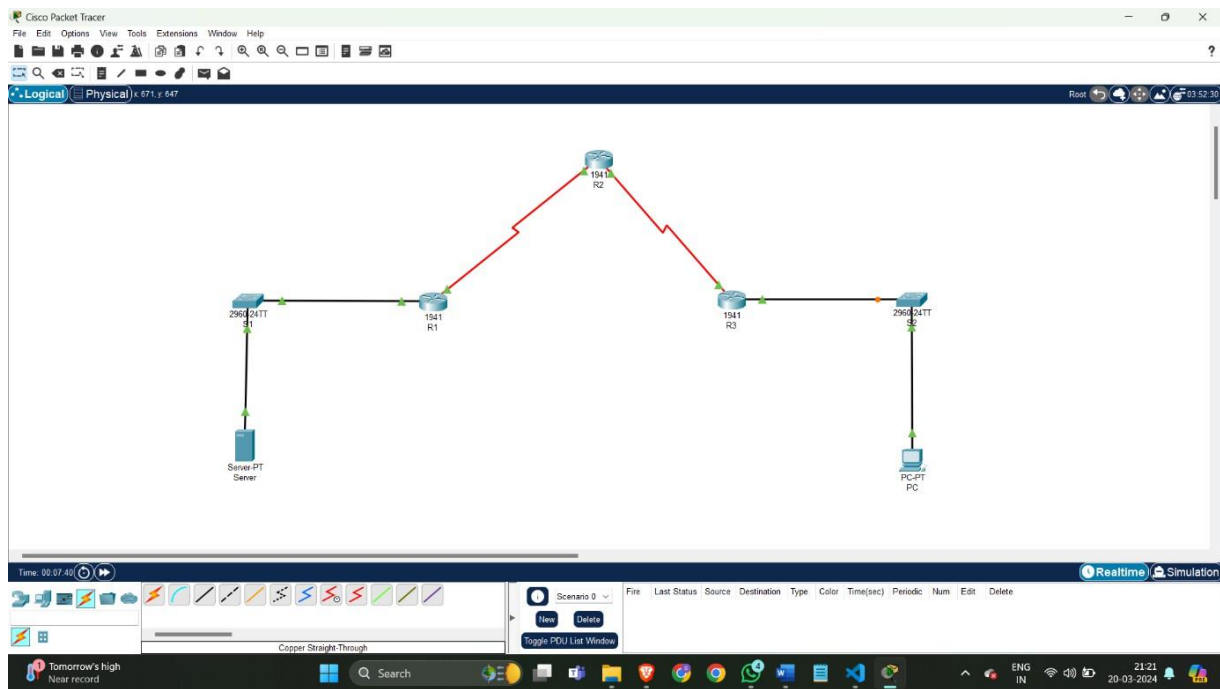 Cisco Packet Tracer
File Edit Options View Tools Extensions Window Help
?
Logical Physical x: 671, y: 647
Root 03:52:30
1941
R2
2960-24TT
S1
1941
R1
1941
R3
2960-24TT
S2
Server-PT
Server
PC-PT
PC
Time: 00:07:40
Realtime Simulation
Scenario 0
New Delete
Toggle PDU List Window
Fire Last Status Source Destination Type Color Time(sec) Periodic Num Edit Delete
Copper Straight-Through
1
Tomorrow's high
Near record
Search
9
ENG
IN
21:21
20-03-2024
PRE